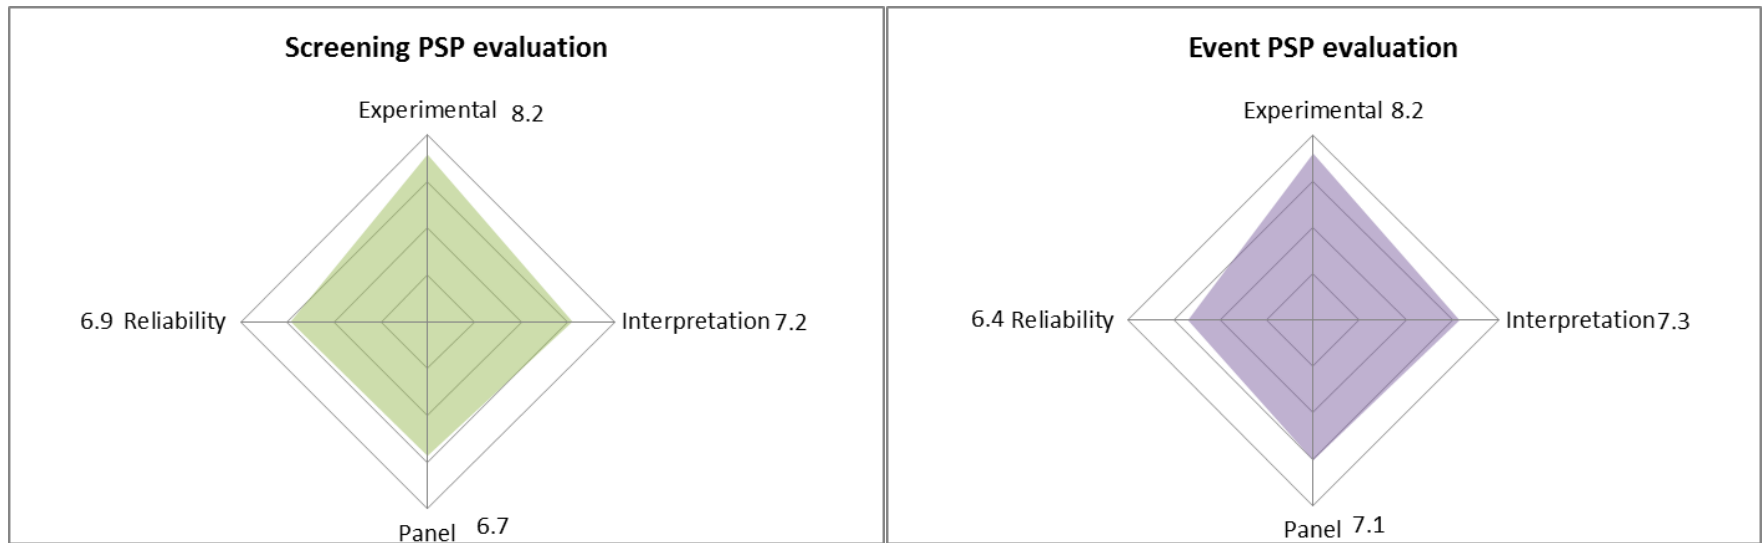 Screening PSP evaluation
Experimental 8.2
6.9 Reliability
Interpretation 7.2
Panel 6.7
Event PSP evaluation
Experimental 8.2
6.4 Reliability
Interpretation 7.3
Panel 7.1